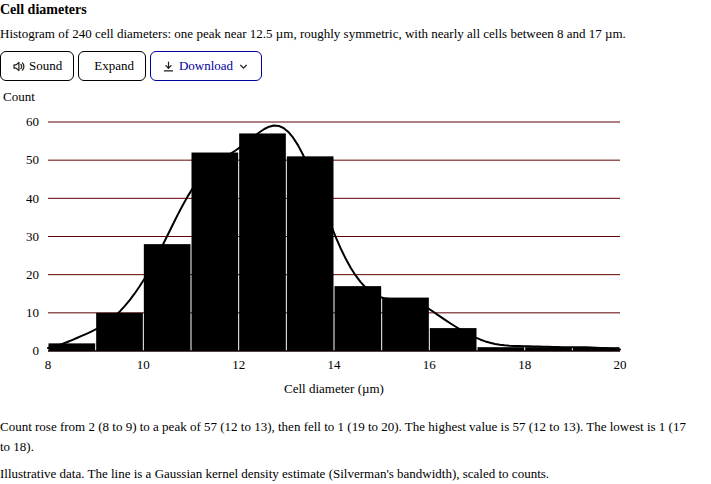 Cell diameters
Histogram of 240 cell diameters: one peak near 12.5 µm, roughly symmetric, with nearly all cells between 8 and 17 µm.
Sound Expand Download
Count
60
50
40
30
20
10
0
8 10 12 14 16 18 20
Cell diameter (µm)
Count rose from 2 (8 to 9) to a peak of 57 (12 to 13), then fell to 1 (19 to 20). The highest value is 57 (12 to 13). The lowest is 1 (17
to 18).
Illustrative data. The line is a Gaussian kernel density estimate (Silverman's bandwidth), scaled to counts.